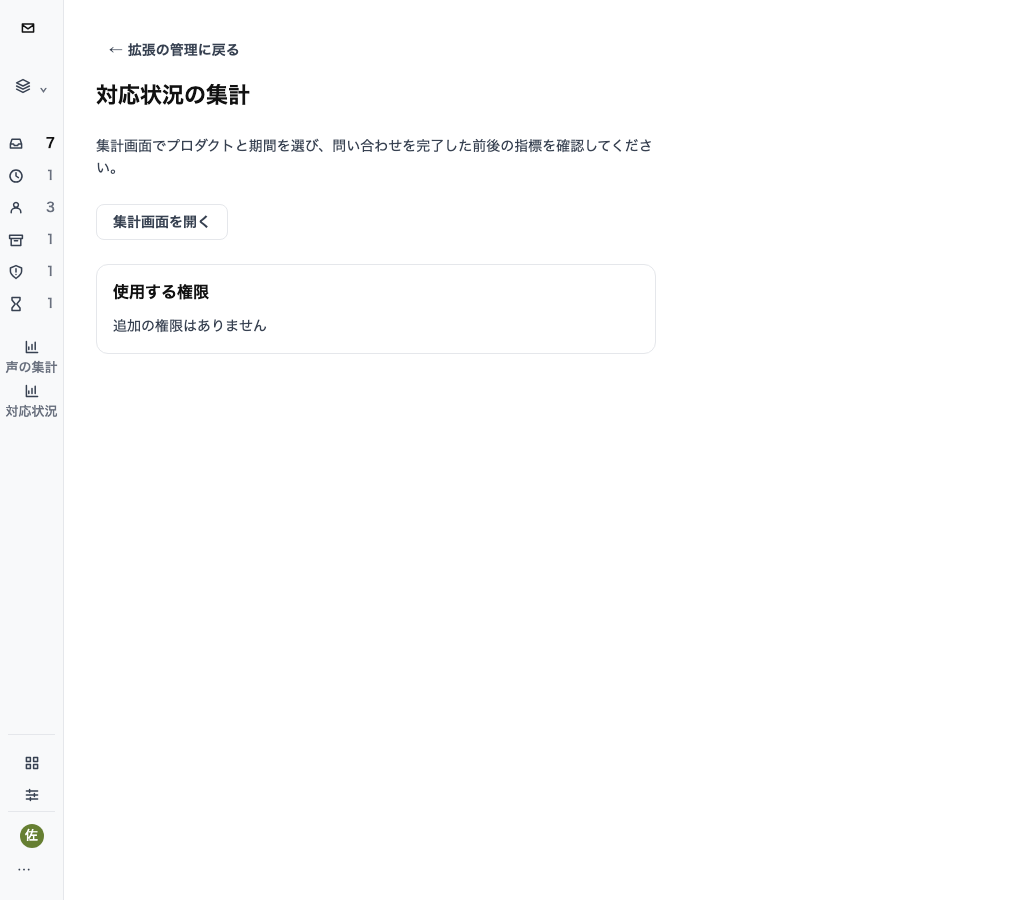 ← 拡張の管理に戻る
対応状況の集計
集計画面でプロダクトと期間を選び、問い合わせを完了した前後の指標を確認してくださ
い。
集計画面を開く
使用する権限
追加の権限はありません
7
1
3
1
1
1
声の集計
対応状況
佐
…